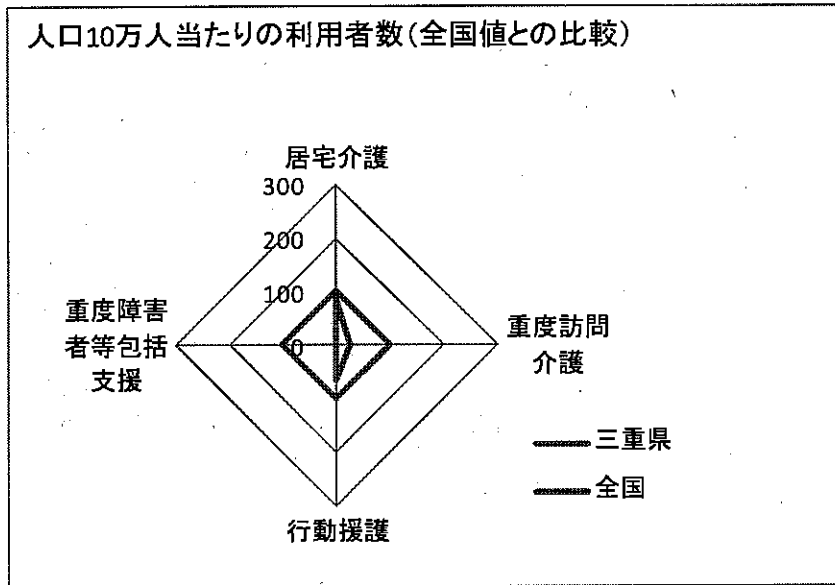 人口10万人当たりの利用者数(全国値との比較)
居宅介護
300
200
100
0
重度障害
者等包括
支援
重度訪問
介護
行動援護
三重県
全国